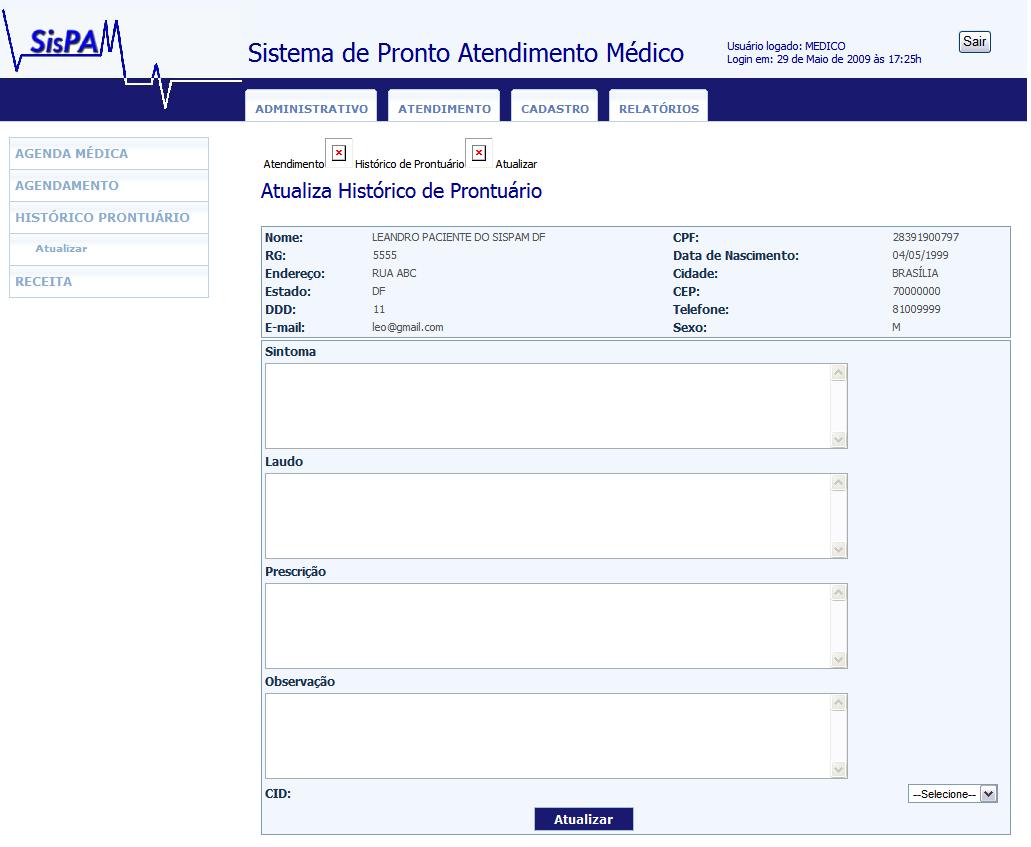 SisPA
Sistema de Pronto Atendimento Médico
Usuário logado: MEDICO
Login em: 29 de Maio de 2009 às 17:25h
Sair
ADMINISTRATIVO ATENDIMENTO CADASTRO RELATÓRIOS
AGENDA MÉDICA
AGENDAMENTO
HISTÓRICO PRONTUÁRIO
Atualizar
RECEITA
Atendimento Histórico de Prontuário Atualizar
Atualiza Histórico de Prontuário
Nome: LEANDRO PACIENTE DO SISPAM DF CPF: 28391900797
RG: 5555 Data de Nascimento: 04/05/1999
Endereço: RUA ABC Cidade: BRASÍLIA
Estado: DF CEP: 70000000
DDD: 11 Telefone: 81009999
E-mail: leo@gmail.com Sexo: M
Sintoma
Laudo
Prescrição
Observação
CID: --Selecione--
Atualizar